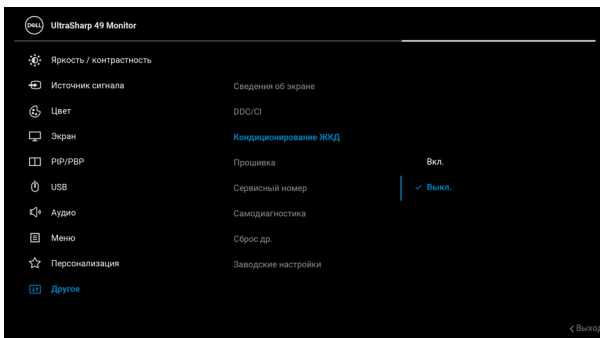 DELL UltraSharp 49 Monitor
Яркость / контрастность
Источник сигнала
Сведения об экране
Цвет
DDC/CI
Экран
Кондиционирование ЖКД
PIP/PBP
Прошивка
Вкл.
USB
Сервисный номер
Выкл.
Аудио
Самодиагностика
Меню
Сброс др.
Персонализация
Заводские настройки
Другое
Выход